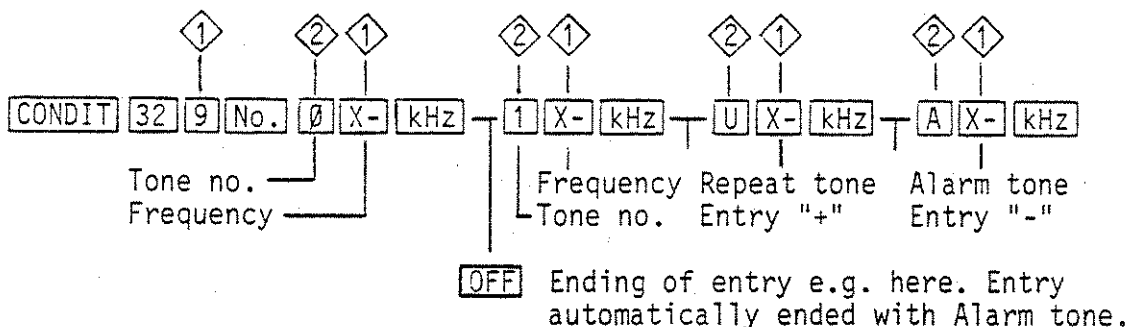 1 2 1 2 1 2 1 2 1
CONDIT 32 9 No. Ø X- kHz 1 X- kHz U X- kHz A X- kHz
Tone no. Frequency Repeat tone Alarm tone
Frequency Tone no. Entry "+" Entry "-"
OFF Ending of entry e.g. here. Entry
automatically ended with Alarm tone.